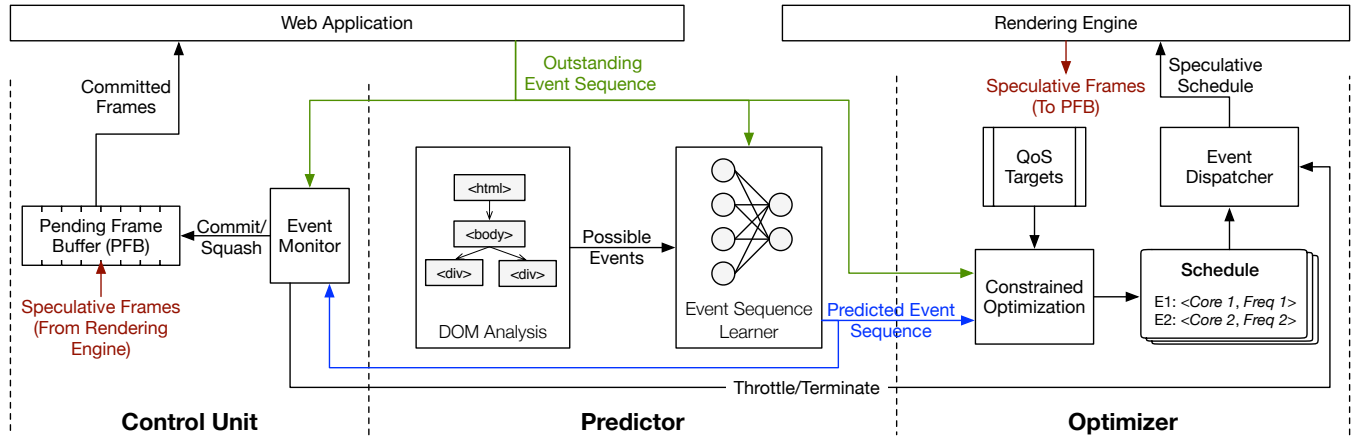 Web Application
Rendering Engine
Committed
Frames
Outstanding
Event Sequence
Speculative Frames
(To PFB)
Speculative
Schedule
QoS
Targets
Event
Dispatcher
<html>
<body>
<div>
<div>
DOM Analysis
Possible
Events
Event Sequence
Learner
Pending Frame
Buffer (PFB)
Commit/
Squash
Event
Monitor
Speculative Frames
(From Rendering
Engine)
Predicted Event
Sequence
Constrained
Optimization
Schedule
E1: <Core 1, Freq 1>
E2: <Core 2, Freq 2>
Throttle/Terminate
Control Unit
Predictor
Optimizer